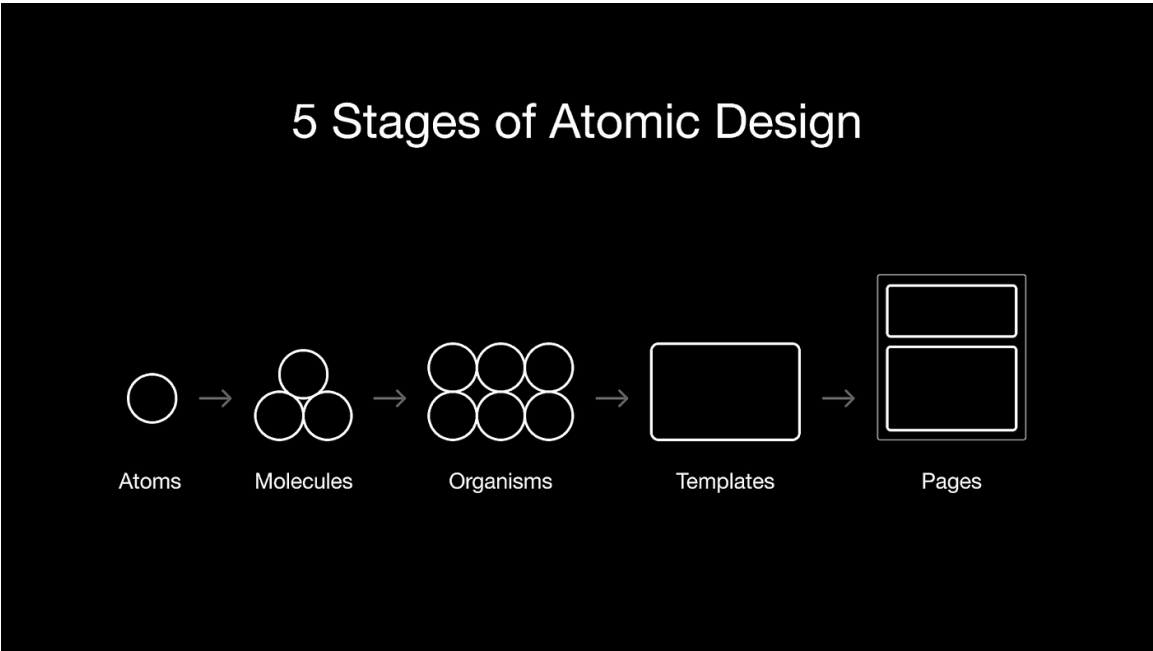 5 Stages of Atomic Design
Atoms
Molecules
Organisms
Templates
Pages